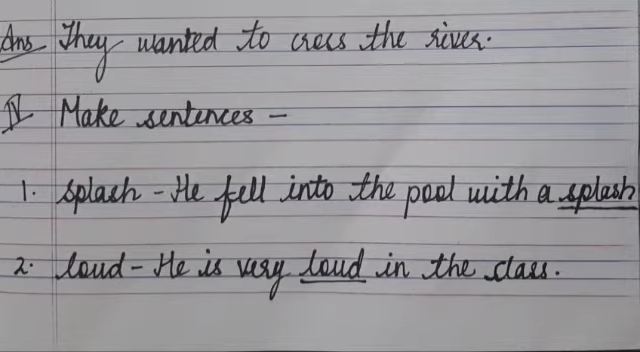 Ans They wanted to cross the river.
IV Make sentences -
1. splash - He fell into the pool with a splash
2. loud - He is very loud in the class.